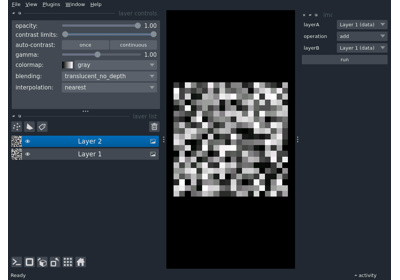 File View Plugins Window Help
layer controls
opacity: 1.00
contrast limits:
auto-contrast: once continuous
gamma: 1.00
colormap: gray
blending: translucent_no_depth
interpolation: nearest
layer list
Layer 2
Layer 1
Ready
layerA Layer 1 (data)
operation add
layerB Layer 1 (data)
run
activity